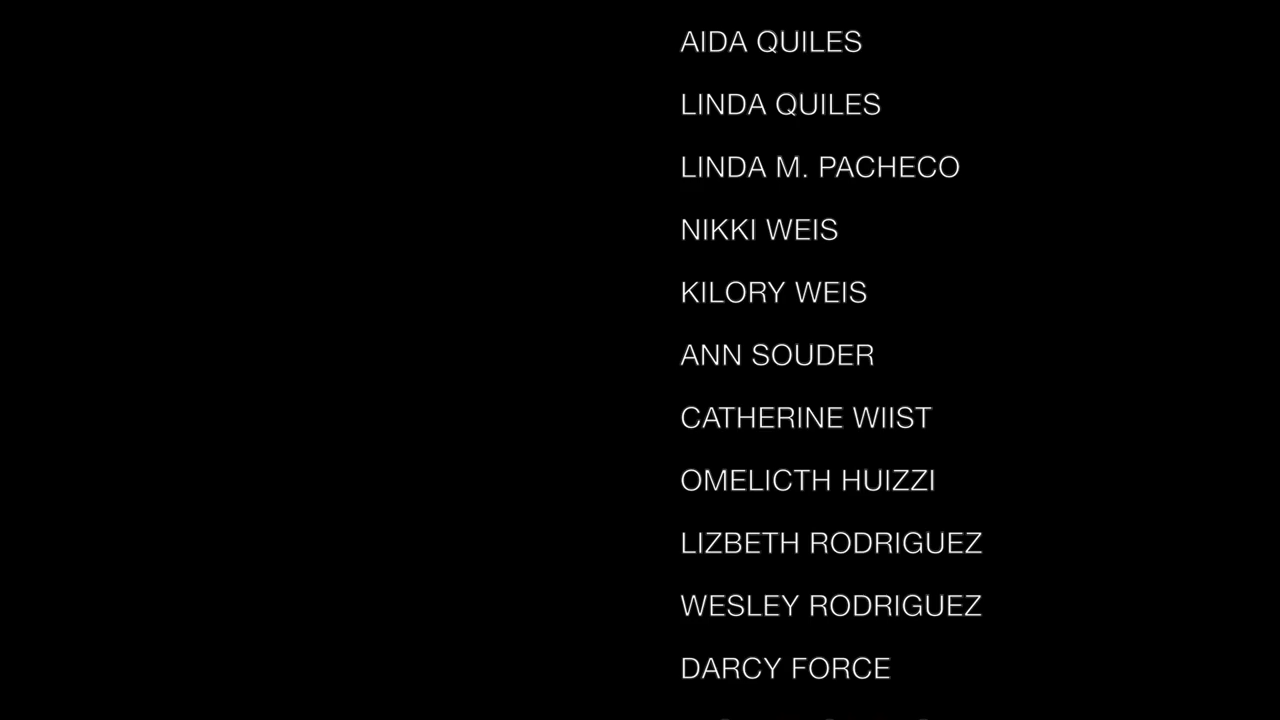 AIDA QUILES
LINDA QUILES
LINDA M. PACHECO
NIKKI WEIS
KILORY WEIS
ANN SOUDER
CATHERINE WIIST
OMELICTH HUIZZI
LIZBETH RODRIGUEZ
WESLEY RODRIGUEZ
DARCY FORCE